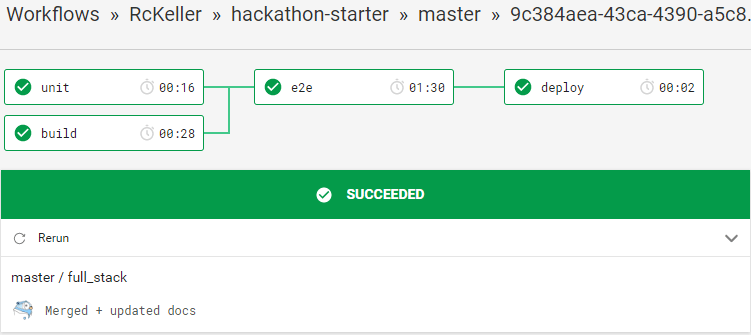 Workflows » RcKeller » hackathon-starter » master » 9c384aea-43ca-4390-a5c8.
unit 00:16
e2e 01:30
deploy 00:02
build 00:28
SUCCEEDED
Rerun
master / full_stack
Merged + updated docs